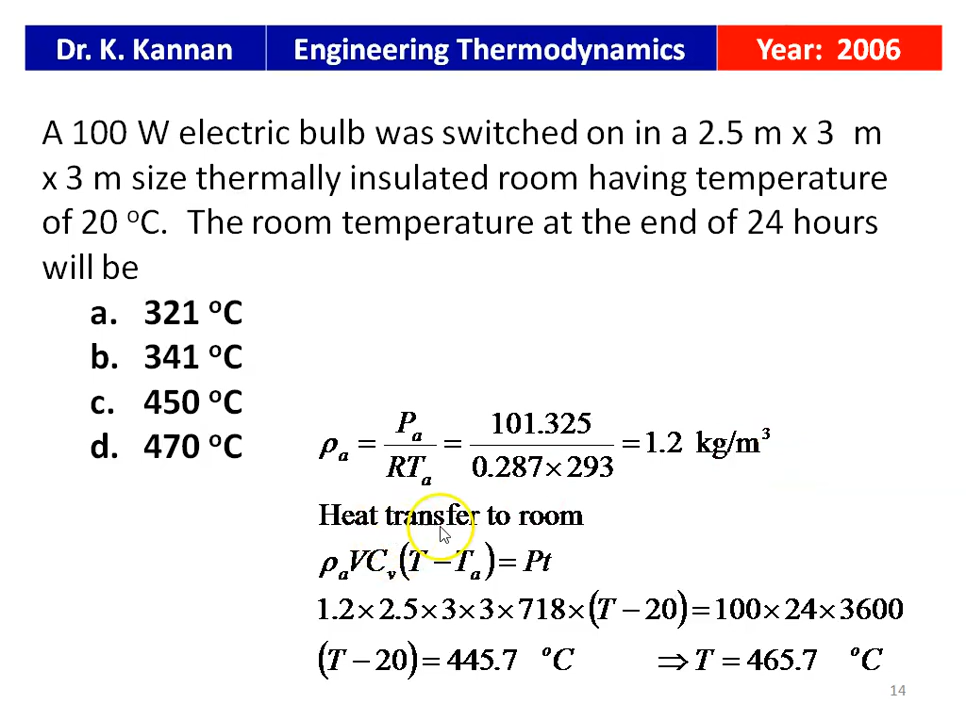 Dr. K. Kannan Engineering Thermodynamics Year: 2006
A 100 W electric bulb was switched on in a 2.5 m x 3 m
x 3 m size thermally insulated room having temperature
of 20 °C. The room temperature at the end of 24 hours
will be
a. 321 °C
b. 341 °C
c. 450 °C
d. 470 °C
ρₐ = Pₐ/RTₐ = 101.325/0.287×293 = 1.2 kg/m³
Heat transfer to room
ρₐVCᵥ(T−Tₐ) = Pt
1.2×2.5×3×3×718×(T−20) = 100×24×3600
(T−20) = 445.7 °C ⇒ T = 465.7 °C
14